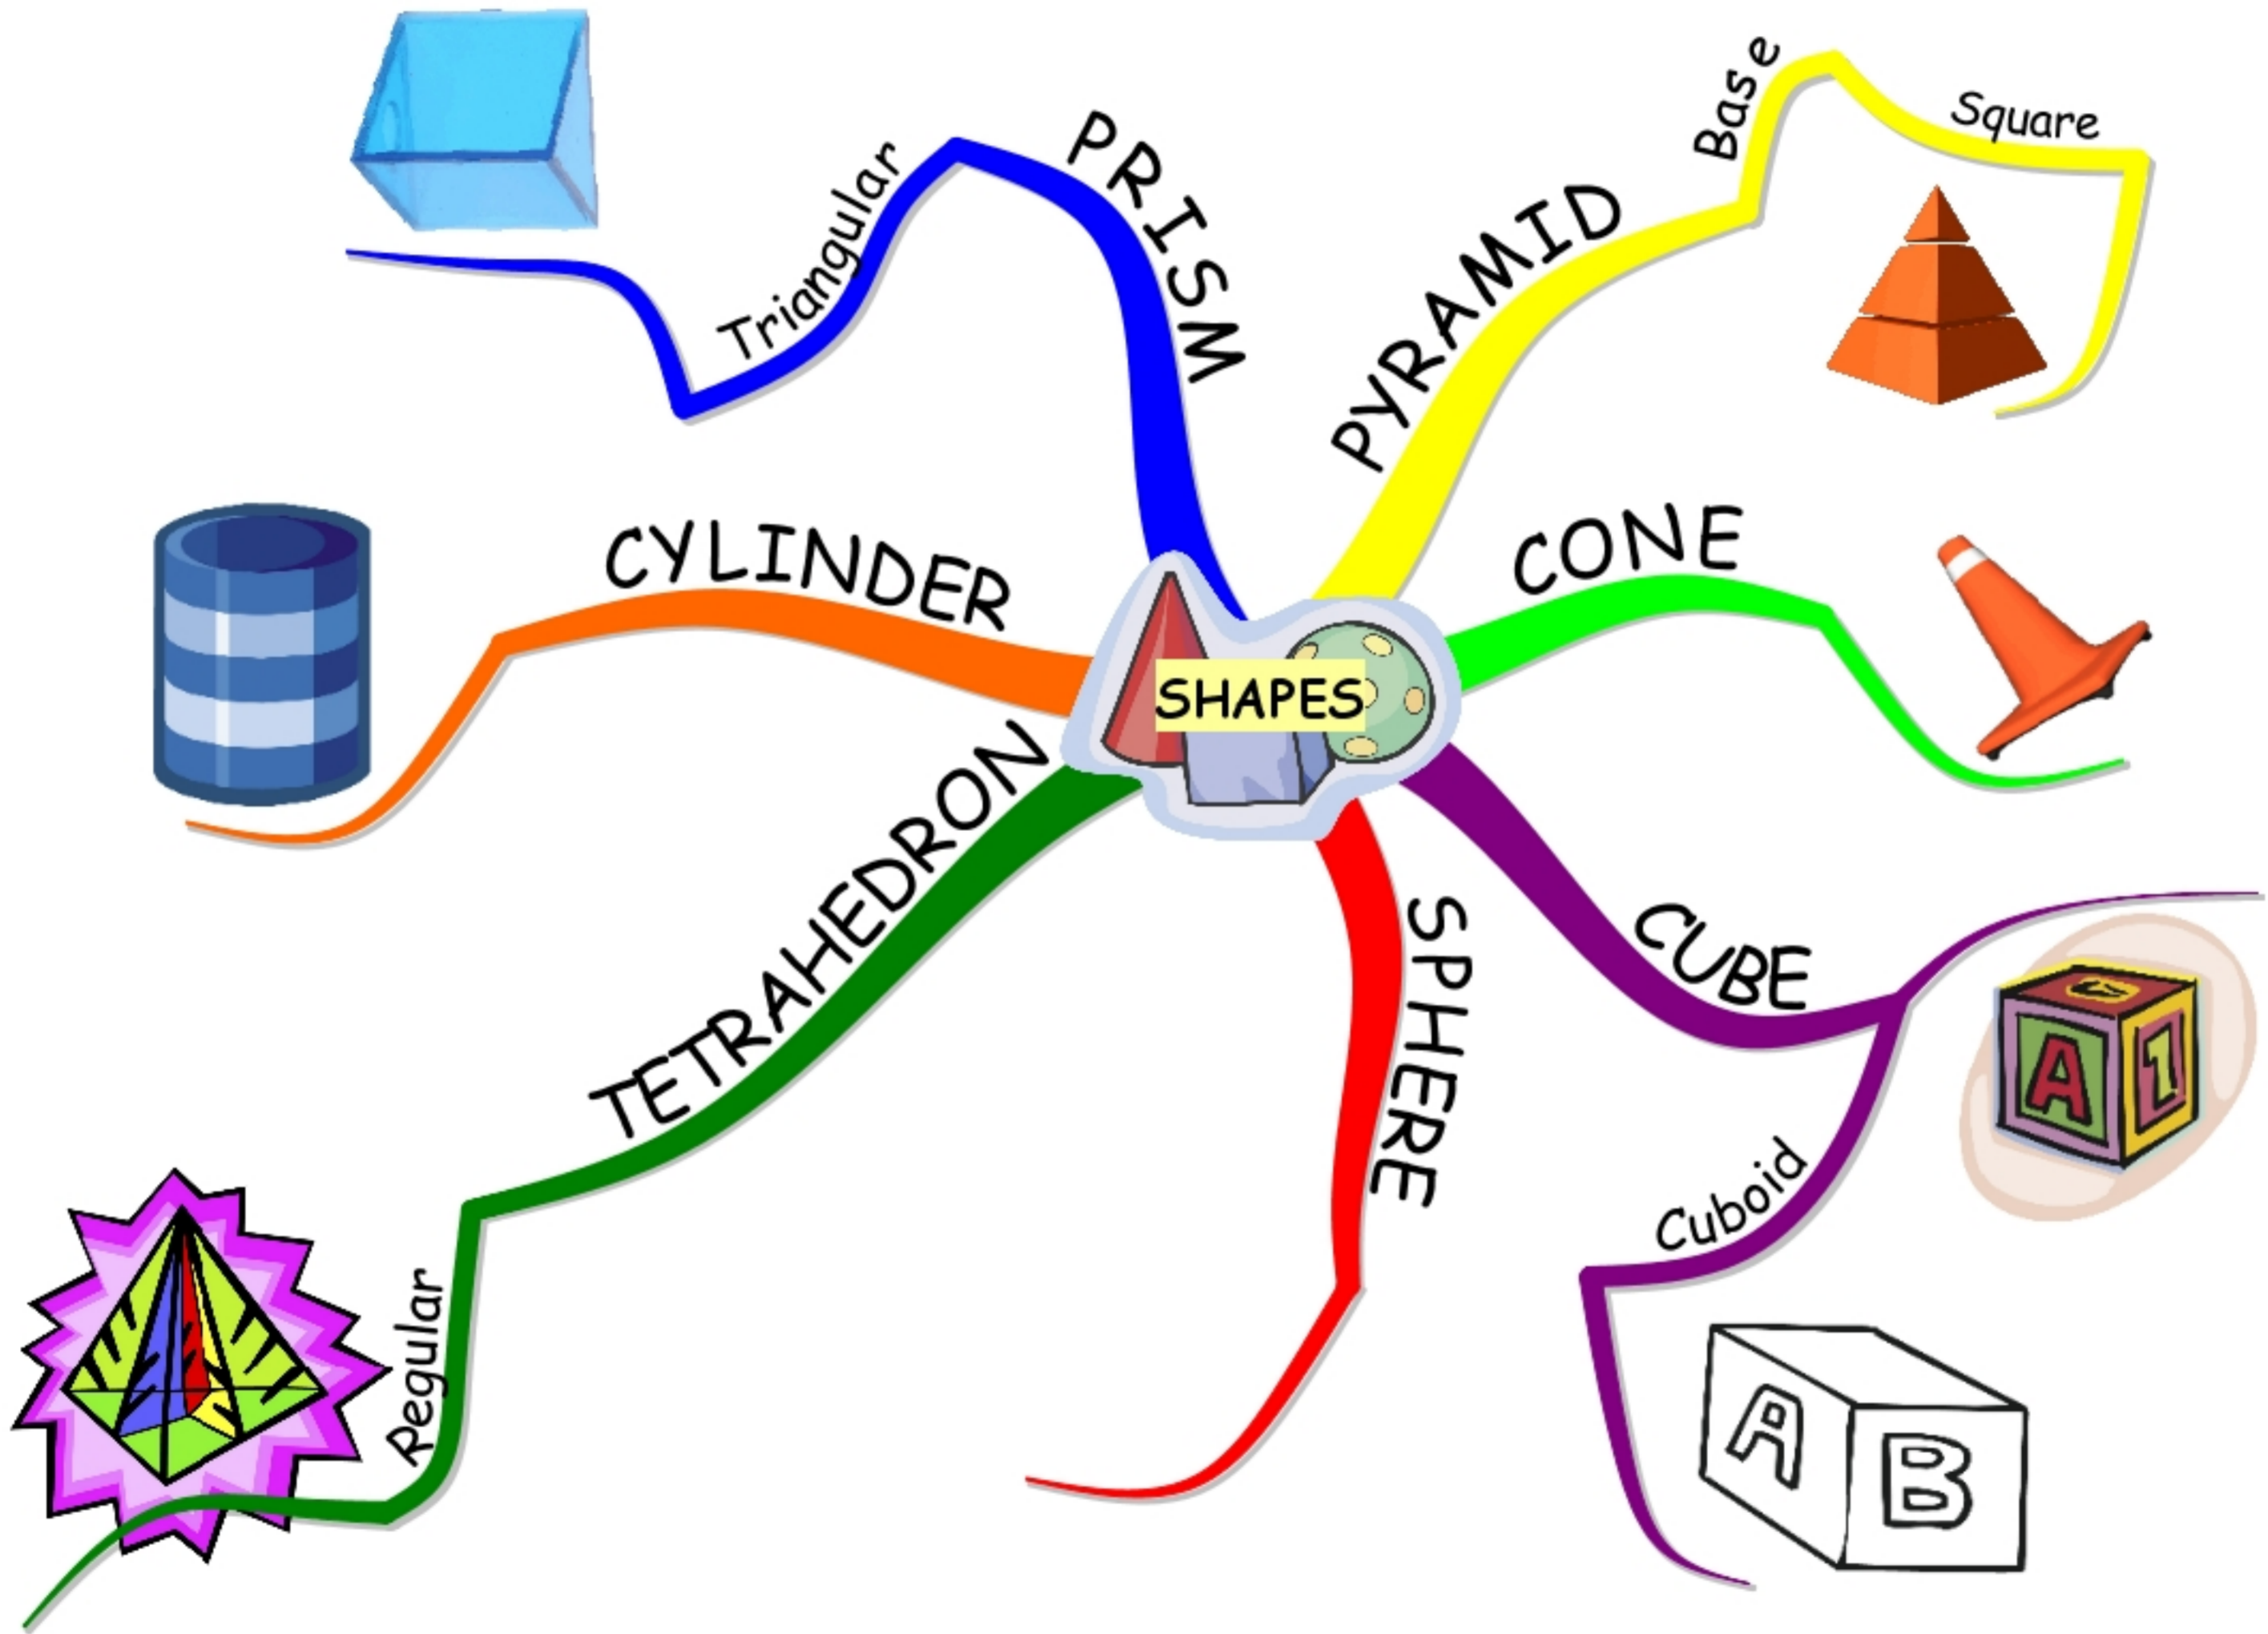 SHAPES
PYRAMID
Base
Square
CONE
CUBE
A
1
Cuboid
A
B
SPHERE
TETRAHEDRON
Regular
CYLINDER
PRISM
Triangular